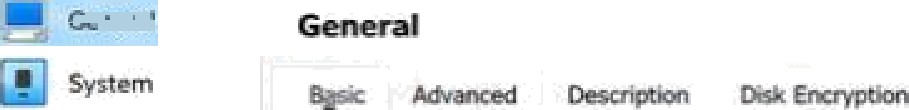 General
System
Basic Advanced Description Disk Encryption